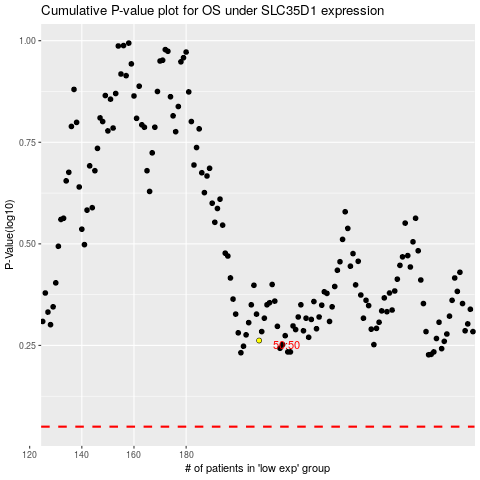 Cumulative P-value plot for OS under SLC35D1 expression
P-Value(log10)
1.00
0.75
0.50
0.25
50:50
120 140 160 180
# of patients in 'low exp' group